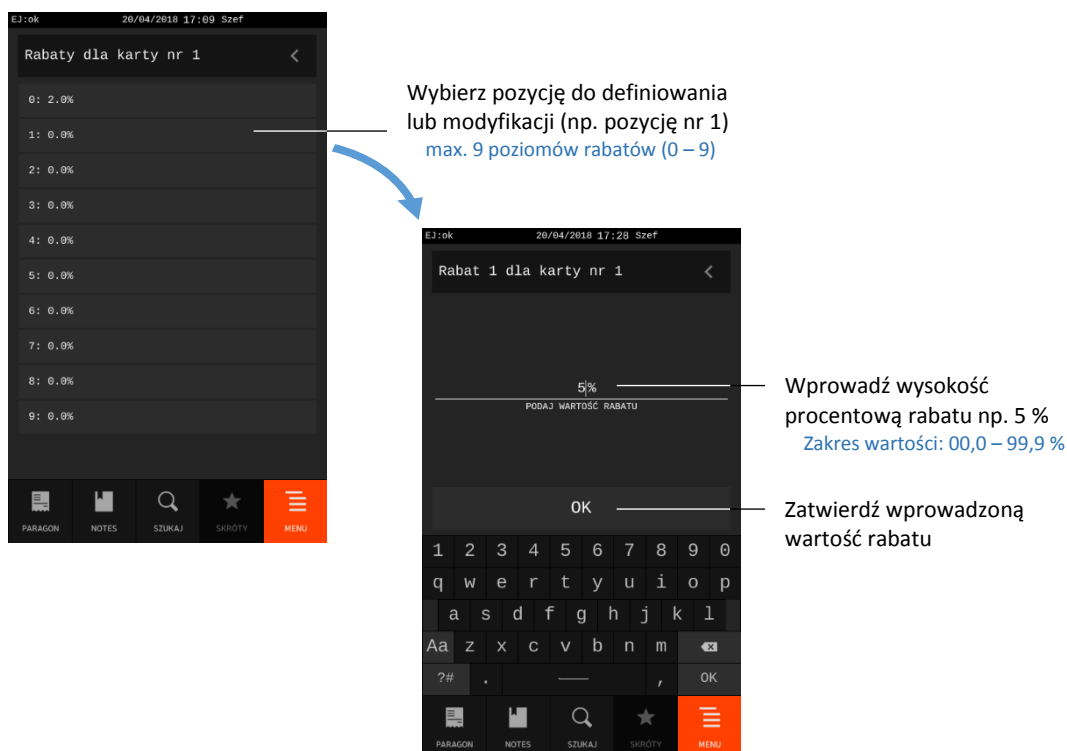 EJ:ok 20/04/2018 17:09 Szef
Rabaty dla karty nr 1
0: 2.0%
1: 0.0%
2: 0.0%
3: 0.0%
4: 0.0%
5: 0.0%
6: 0.0%
7: 0.0%
8: 0.0%
9: 0.0%
PARAGON NOTES SZUKAJ SKRÓTY MENU
Wybierz pozycję do definiowania
lub modyfikacji (np. pozycję nr 1)
max. 9 poziomów rabatów (0 – 9)
EJ:ok 20/04/2018 17:28 Szef
Rabat 1 dla karty nr 1
5%
PODAJ WARTOŚĆ RABATU
OK
1 2 3 4 5 6 7 8 9 0
q w e r t y u i o p
a s d f g h j k l
Aa z x c v b n m
?# . , OK
PARAGON NOTES SZUKAJ SKRÓTY MENU
Wprowadź wysokość
procentową rabatu np. 5 %
Zakres wartości: 00,0 – 99,9 %
Zatwierdź wprowadzoną
wartość rabatu